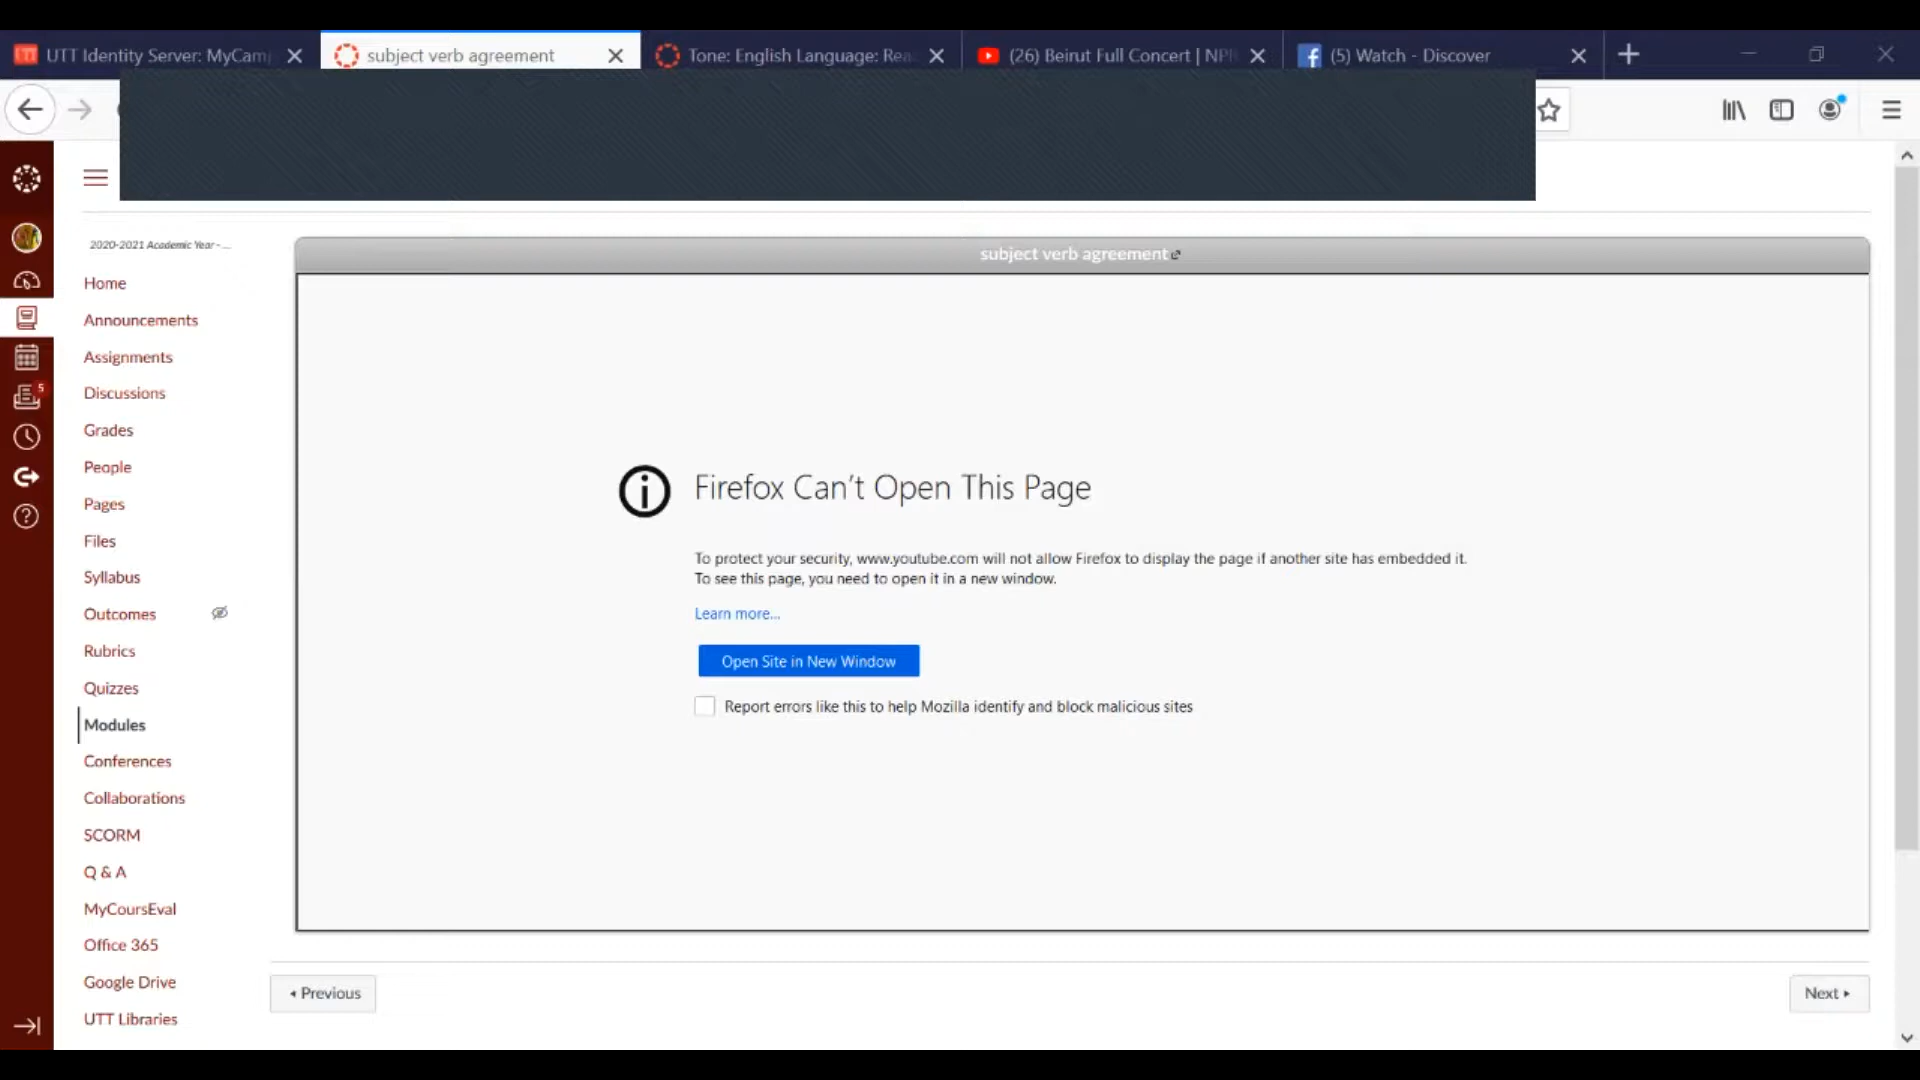 UTT Identity Server: MyCam
subject verb agreement
Tone: English Language: Rea
(26) Beirut Full Concert | NPR
(5) Watch - Discover
2020-2021 Academic Year - ...
subject verb agreement
Home
Announcements
Assignments
Discussions
5
Grades
People
Pages
Files
Syllabus
Outcomes
Rubrics
Quizzes
Modules
Conferences
Collaborations
SCORM
Q & A
MyCoursEval
Office 365
Google Drive
UTT Libraries
Firefox Can't Open This Page
To protect your security, www.youtube.com will not allow Firefox to display the page if another site has embedded it.
To see this page, you need to open it in a new window.
Learn more...
Open Site in New Window
Report errors like this to help Mozilla identify and block malicious sites
Previous
Next